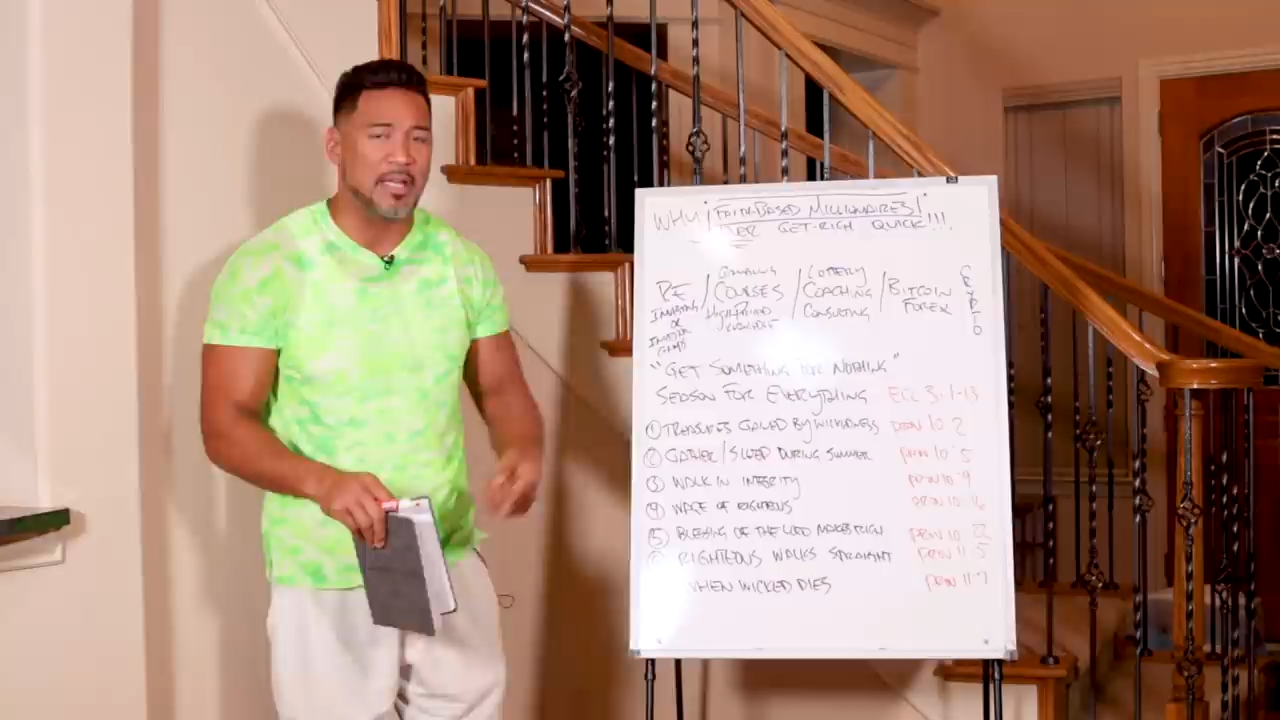 WHY "FAITH-BASED MILLIONAIRES!"
GET-RICH QUICK!!!
RE / COURSES / LOTTERY COACHING CONSULTING / BITCOIN FOREX CRYPTO
INVESTING OR
"GET SOMETHING FOR NOTHING"
SEASON FOR EVERYTHING ECC 3:1-13
① TREASURES GAINED BY WICKEDNESS PROV 10:2
② GATHER / SLEEP DURING SUMMER PROV 10:5
③ WALK IN INTEGRITY PROV 10:9
④ WAGE OF RIGHTEOUS PROV 10:16
⑤ BLESSING OF THE LORD MAKES RICH PROV 10:22
RIGHTEOUS WALKS STRAIGHT PROV 11:5
WHEN WICKED DIES PROV 11:7